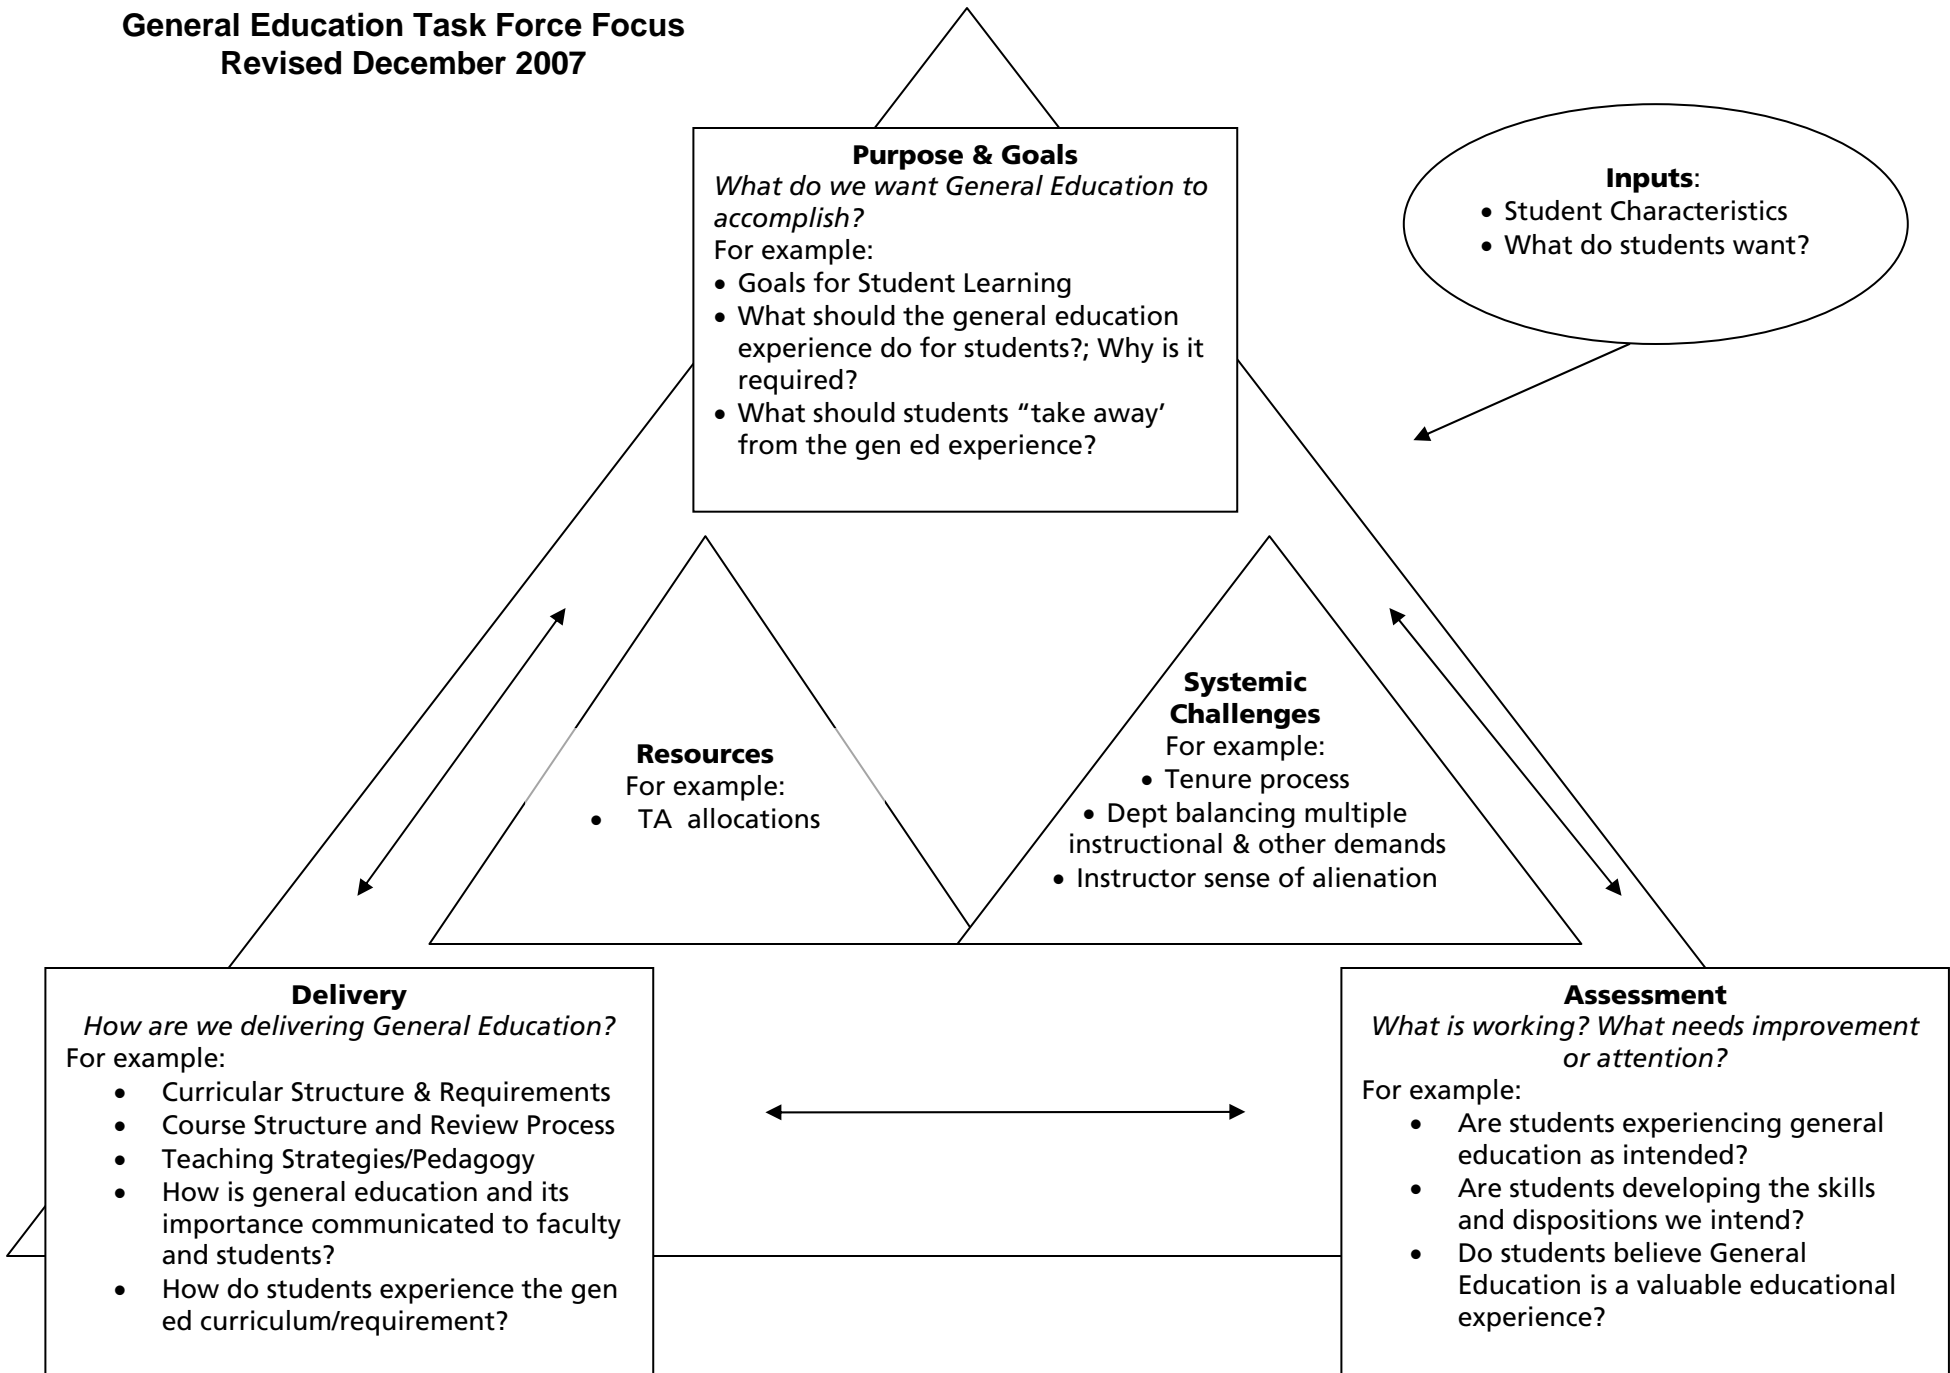 General Education Task Force Focus
Revised December 2007
Purpose & Goals
What do we want General Education to
accomplish?
For example:
• Goals for Student Learning
• What should the general education
experience do for students?; Why is it
required?
• What should students “take away’
from the gen ed experience?
Inputs:
• Student Characteristics
• What do students want?
Resources
For example:
• TA allocations
Systemic
Challenges
For example:
• Tenure process
• Dept balancing multiple
instructional & other demands
• Instructor sense of alienation
Delivery
How are we delivering General Education?
For example:
• Curricular Structure & Requirements
• Course Structure and Review Process
• Teaching Strategies/Pedagogy
• How is general education and its
importance communicated to faculty
and students?
• How do students experience the gen
ed curriculum/requirement?
Assessment
What is working? What needs improvement
or attention?
For example:
• Are students experiencing general
education as intended?
• Are students developing the skills
and dispositions we intend?
• Do students believe General
Education is a valuable educational
experience?